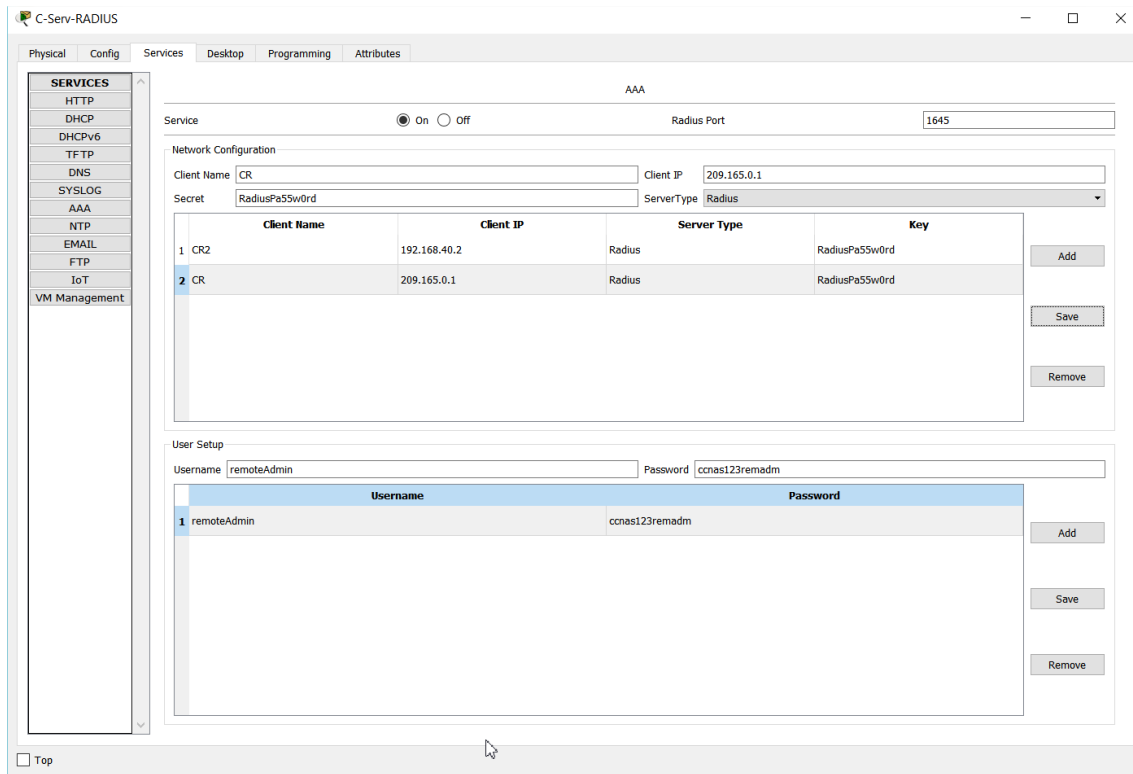 C-Serv-RADIUS
Physical Config Services Desktop Programming Attributes
SERVICES
HTTP
DHCP
DHCPv6
TFTP
DNS
SYSLOG
AAA
NTP
EMAIL
FTP
IoT
VM Management
AAA
Service On Off Radius Port 1645
Network Configuration
Client Name CR Client IP 209.165.0.1
Secret RadiusPa55w0rd ServerType Radius
Client Name Client IP Server Type Key
1 CR2 192.168.40.2 Radius RadiusPa55w0rd
2 CR 209.165.0.1 Radius RadiusPa55w0rd
Add
Save
Remove
User Setup
Username remoteAdmin Password ccnas123remadm
Username Password
1 remoteAdmin ccnas123remadm
Add
Save
Remove
Top